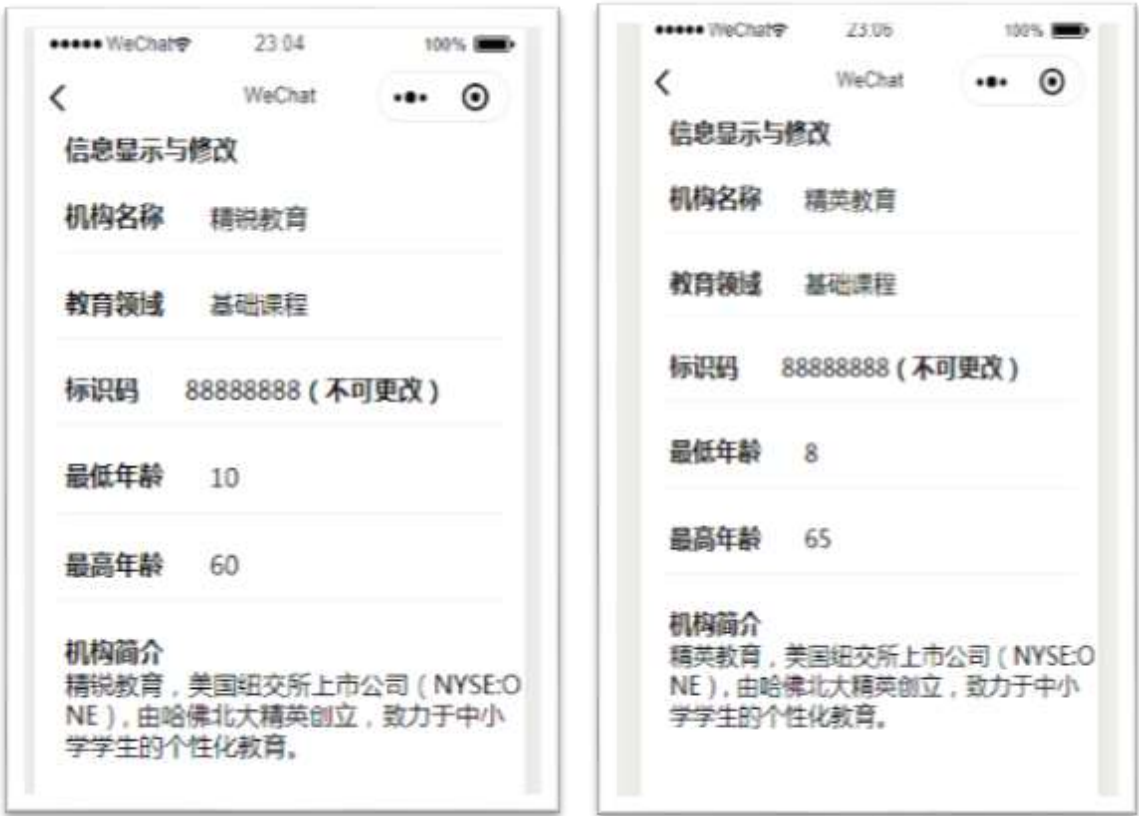 WeChat 23:04 100%
WeChat
信息显示与修改
机构名称 精锐教育
教育领域 基础课程
标识码 88888888（不可更改）
最低年龄 10
最高年龄 60
机构简介
精锐教育，美国纽交所上市公司（NYSE:O
NE），由哈佛北大精英创立，致力于中小
学学生的个性化教育。
WeChat 23:06 100%
WeChat
信息显示与修改
机构名称 精英教育
教育领域 基础课程
标识码 88888888（不可更改）
最低年龄 8
最高年龄 65
机构简介
精英教育，美国纽交所上市公司（NYSE:O
NE），由哈佛北大精英创立，致力于中小
学学生的个性化教育。